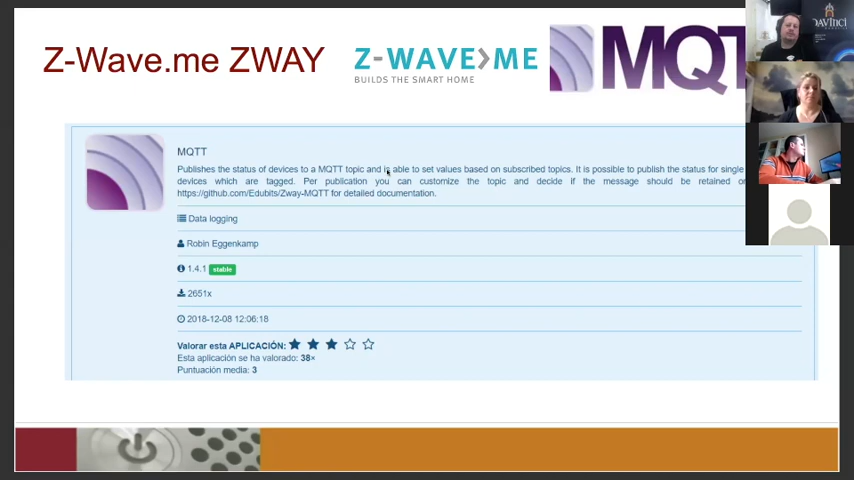 Z-Wave.me ZWAY
Z-WAVE>ME
BUILDS THE SMART HOME
MQT
DAVINCI
MQTT
Publishes the status of devices to a MQTT topic and is able to set values based on subscribed topics. It is possible to publish the status for single
devices which are tagged. Per publication you can customize the topic and decide if the message should be retained or
https://github.com/Edubits/Zway-MQTT for detailed documentation.
Data logging
Robin Eggenkamp
1.4.1 stable
2651x
2018-12-08 12:06:18
Valorar esta APLICACIÓN:
Esta aplicación se ha valorado: 38×
Puntuación media: 3